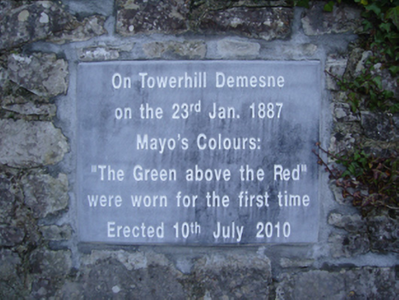 On Towerhill Demesne
on the 23rd Jan. 1887
Mayo's Colours:
"The Green above the Red"
were worn for the first time
Erected 10th July 2010